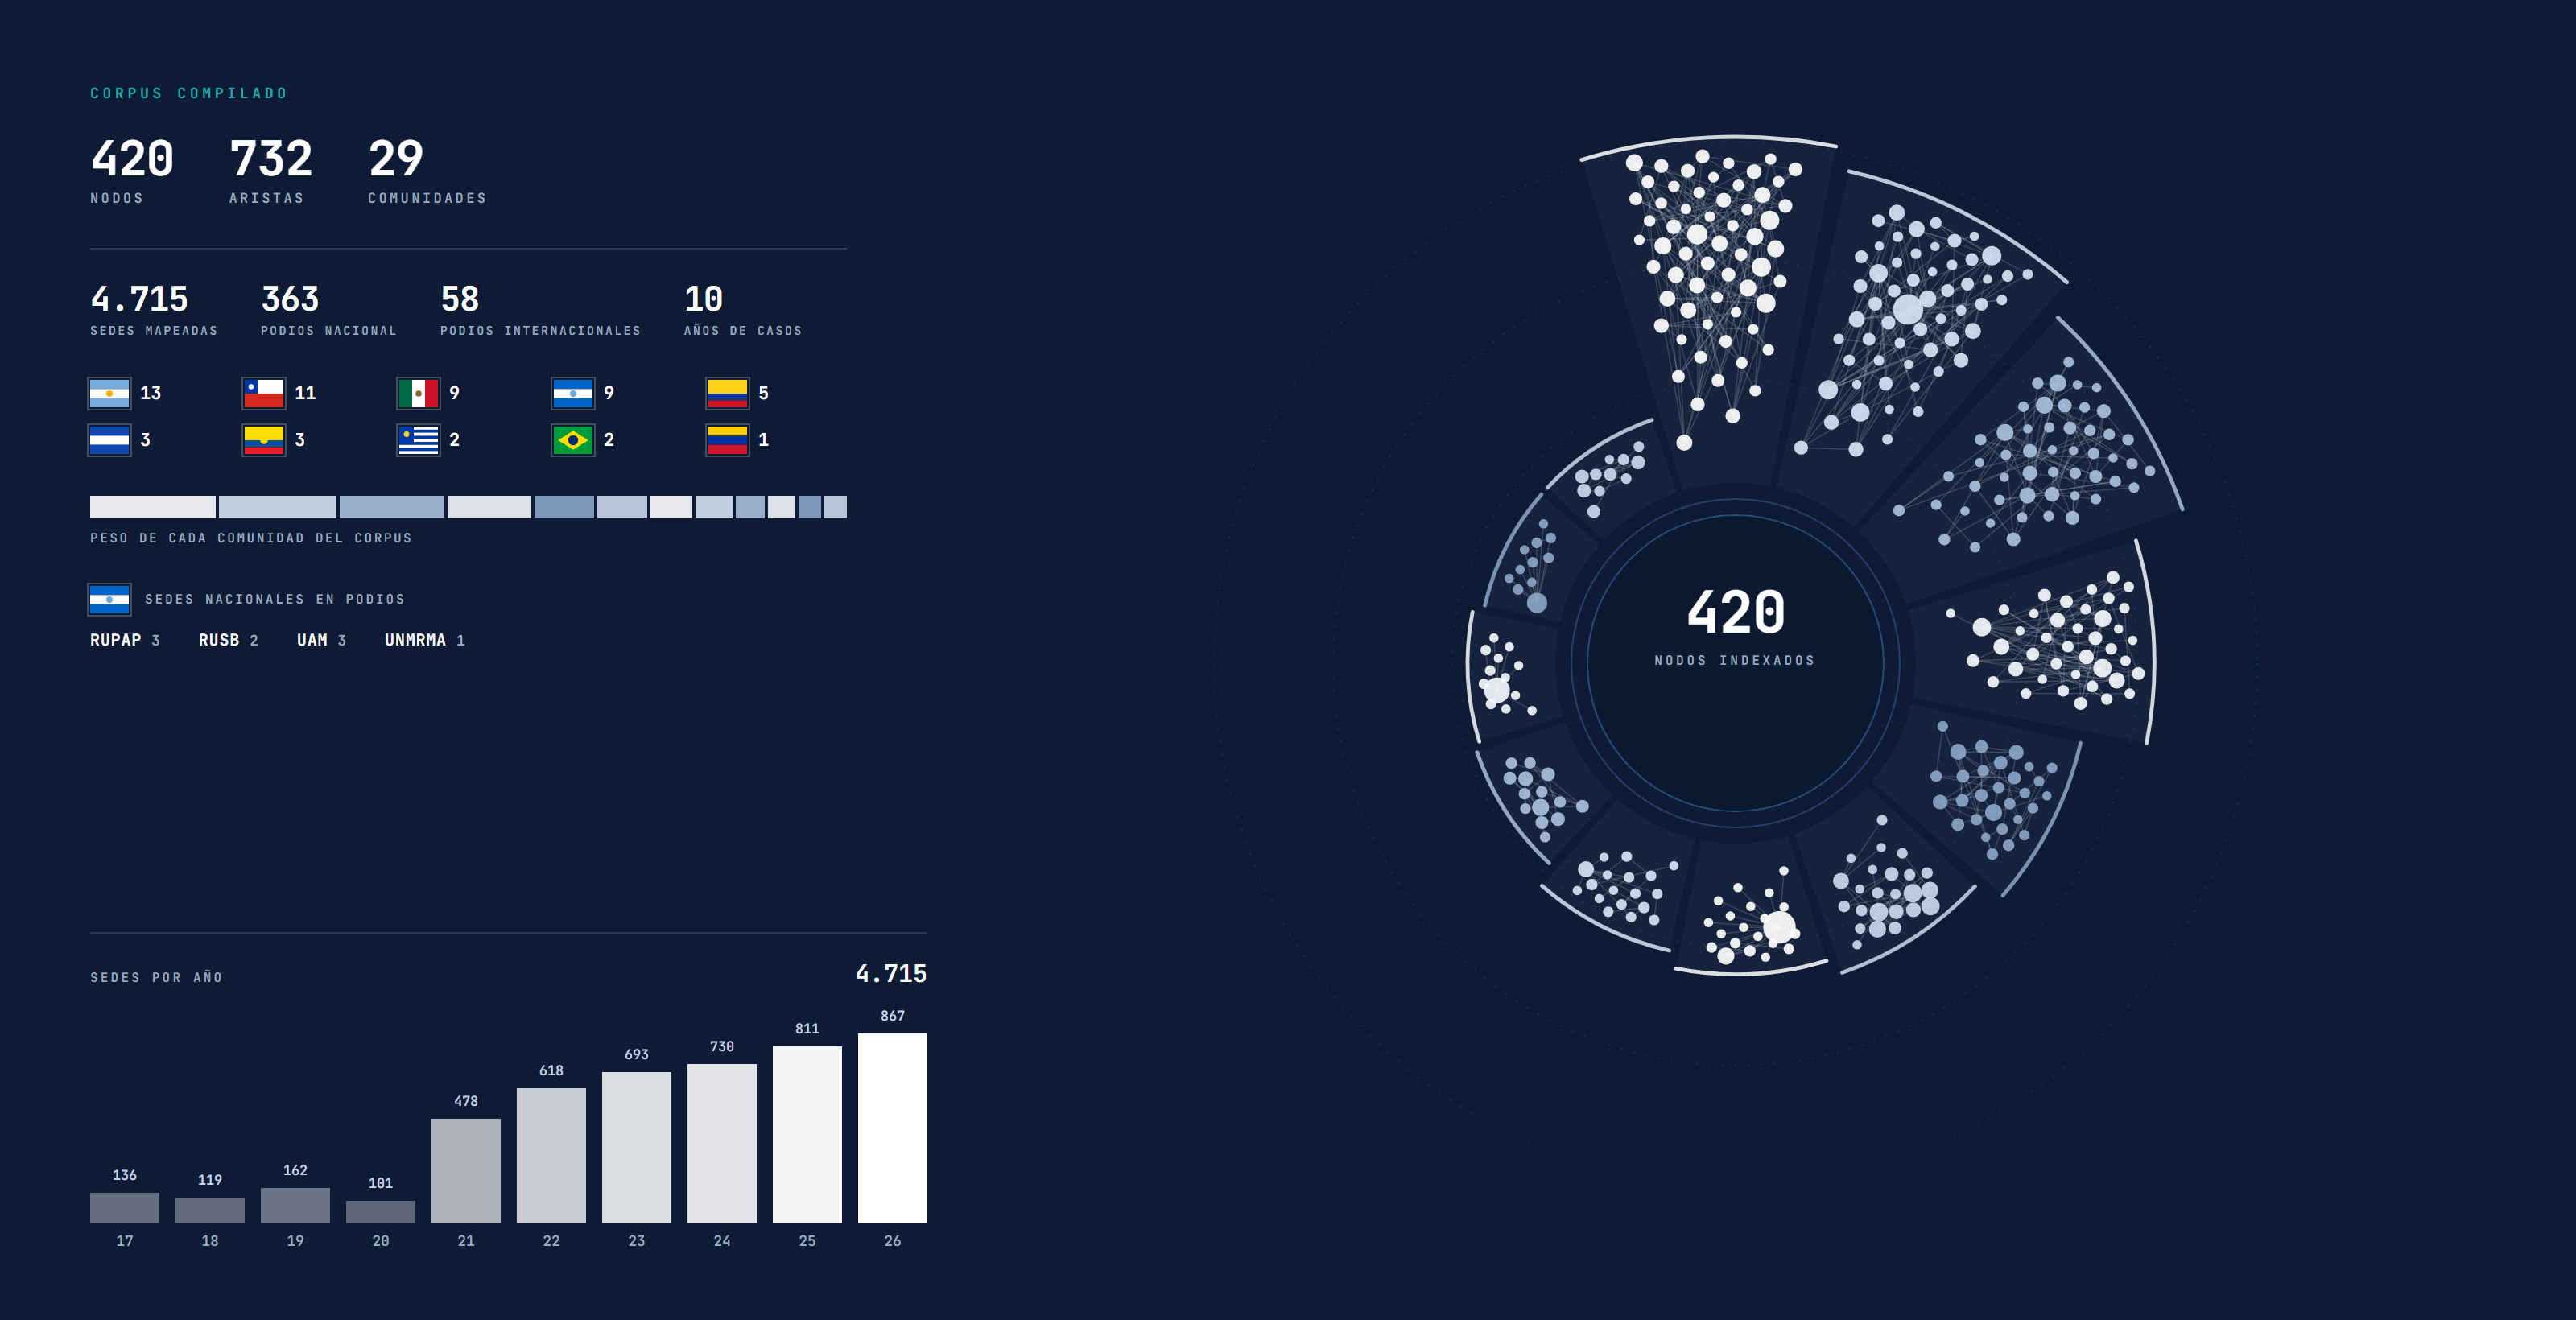 CORPUS COMPILADO
420 732 29
NODOS ARISTAS COMUNIDADES
4.715 363 58 10
SEDES MAPEADAS PODIOS NACIONAL PODIOS INTERNACIONALES AÑOS DE CASOS
13 11 9 9 5
3 3 2 2 1
PESO DE CADA COMUNIDAD DEL CORPUS
SEDES NACIONALES EN PODIOS
RUPAP 3 RUSB 2 UAM 3 UNMRMA 1
SEDES POR AÑO 4.715
136 119 162 101 478 618 693 730 811 867
17 18 19 20 21 22 23 24 25 26
420
NODOS INDEXADOS